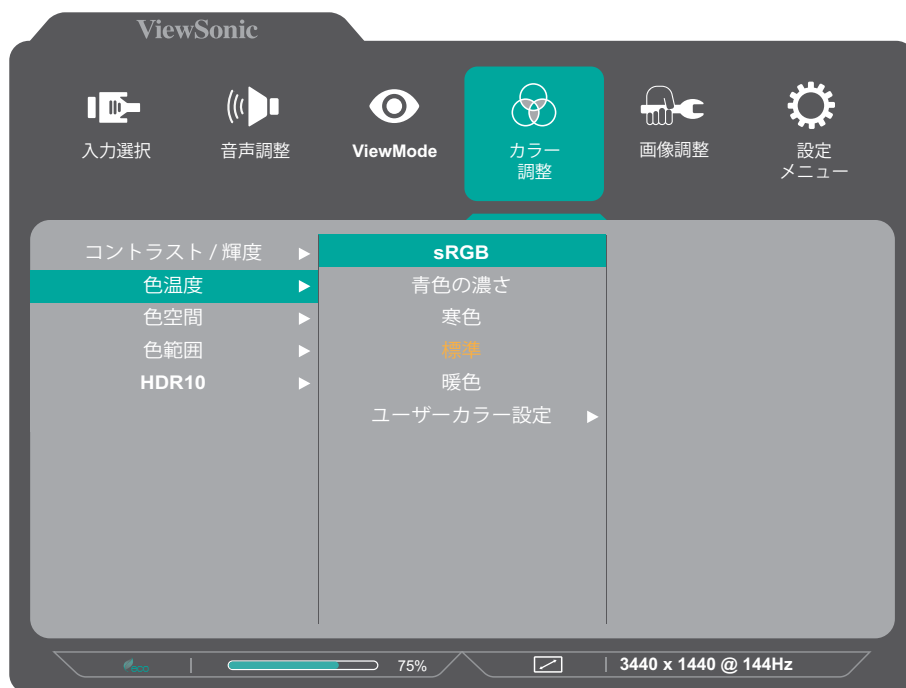 ViewSonic
入力選択
音声調整
ViewMode
カラー
調整
画像調整
設定
メニュー
コントラスト / 輝度
色温度
色空間
色範囲
HDR10
sRGB
青色の濃さ
寒色
標準
暖色
ユーザーカラー設定
eco
75%
3440 x 1440 @ 144Hz